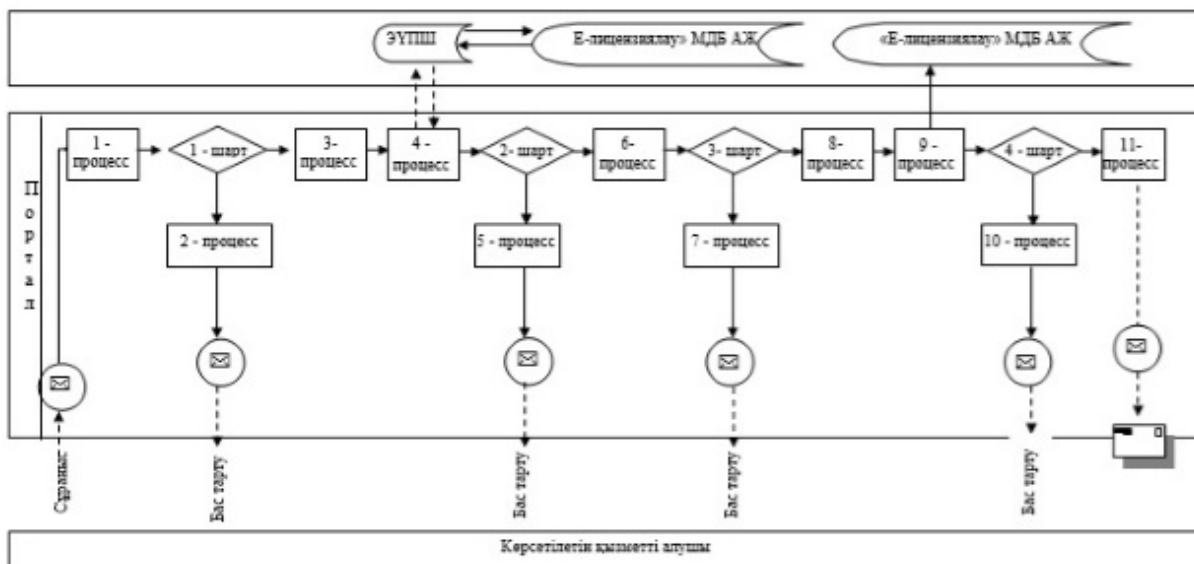 ЭҮПШ
Е-лицензиялау» МДБ АЖ
«Е-лицензиялау» МДБ АЖ
Портал
1 -
процесс
1 - шарт
3-
процесс
4 -
процесс
2- шарт
6-
процесс
3- шарт
8-
процесс
9 -
процесс
4 - шарт
11-
процесс
2 - процесс
5 - процесс
7 - процесс
10 - процесс
Сұраныс
Бас тарту
Бас тарту
Бас тарту
Бас тарту
Көрсетілетін қызметті алушы